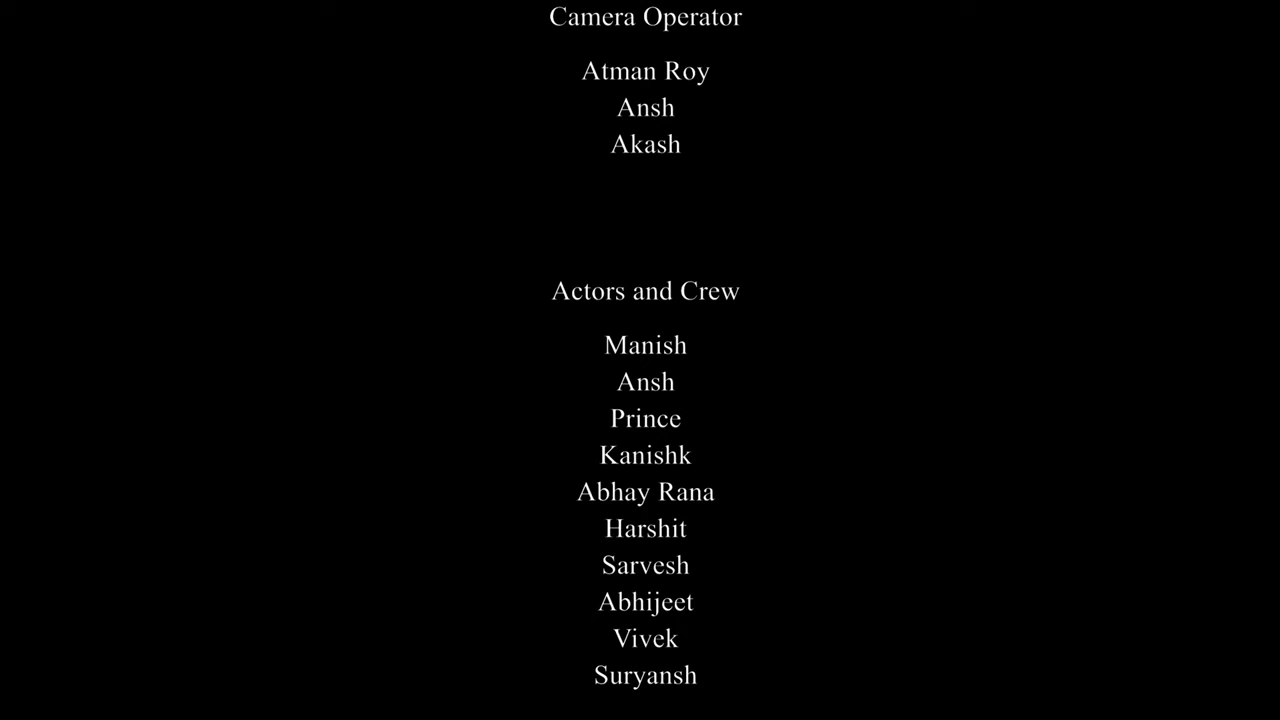 Camera Operator
Atman Roy
Ansh
Akash
Actors and Crew
Manish
Ansh
Prince
Kanishk
Abhay Rana
Harshit
Sarvesh
Abhijeet
Vivek
Suryansh